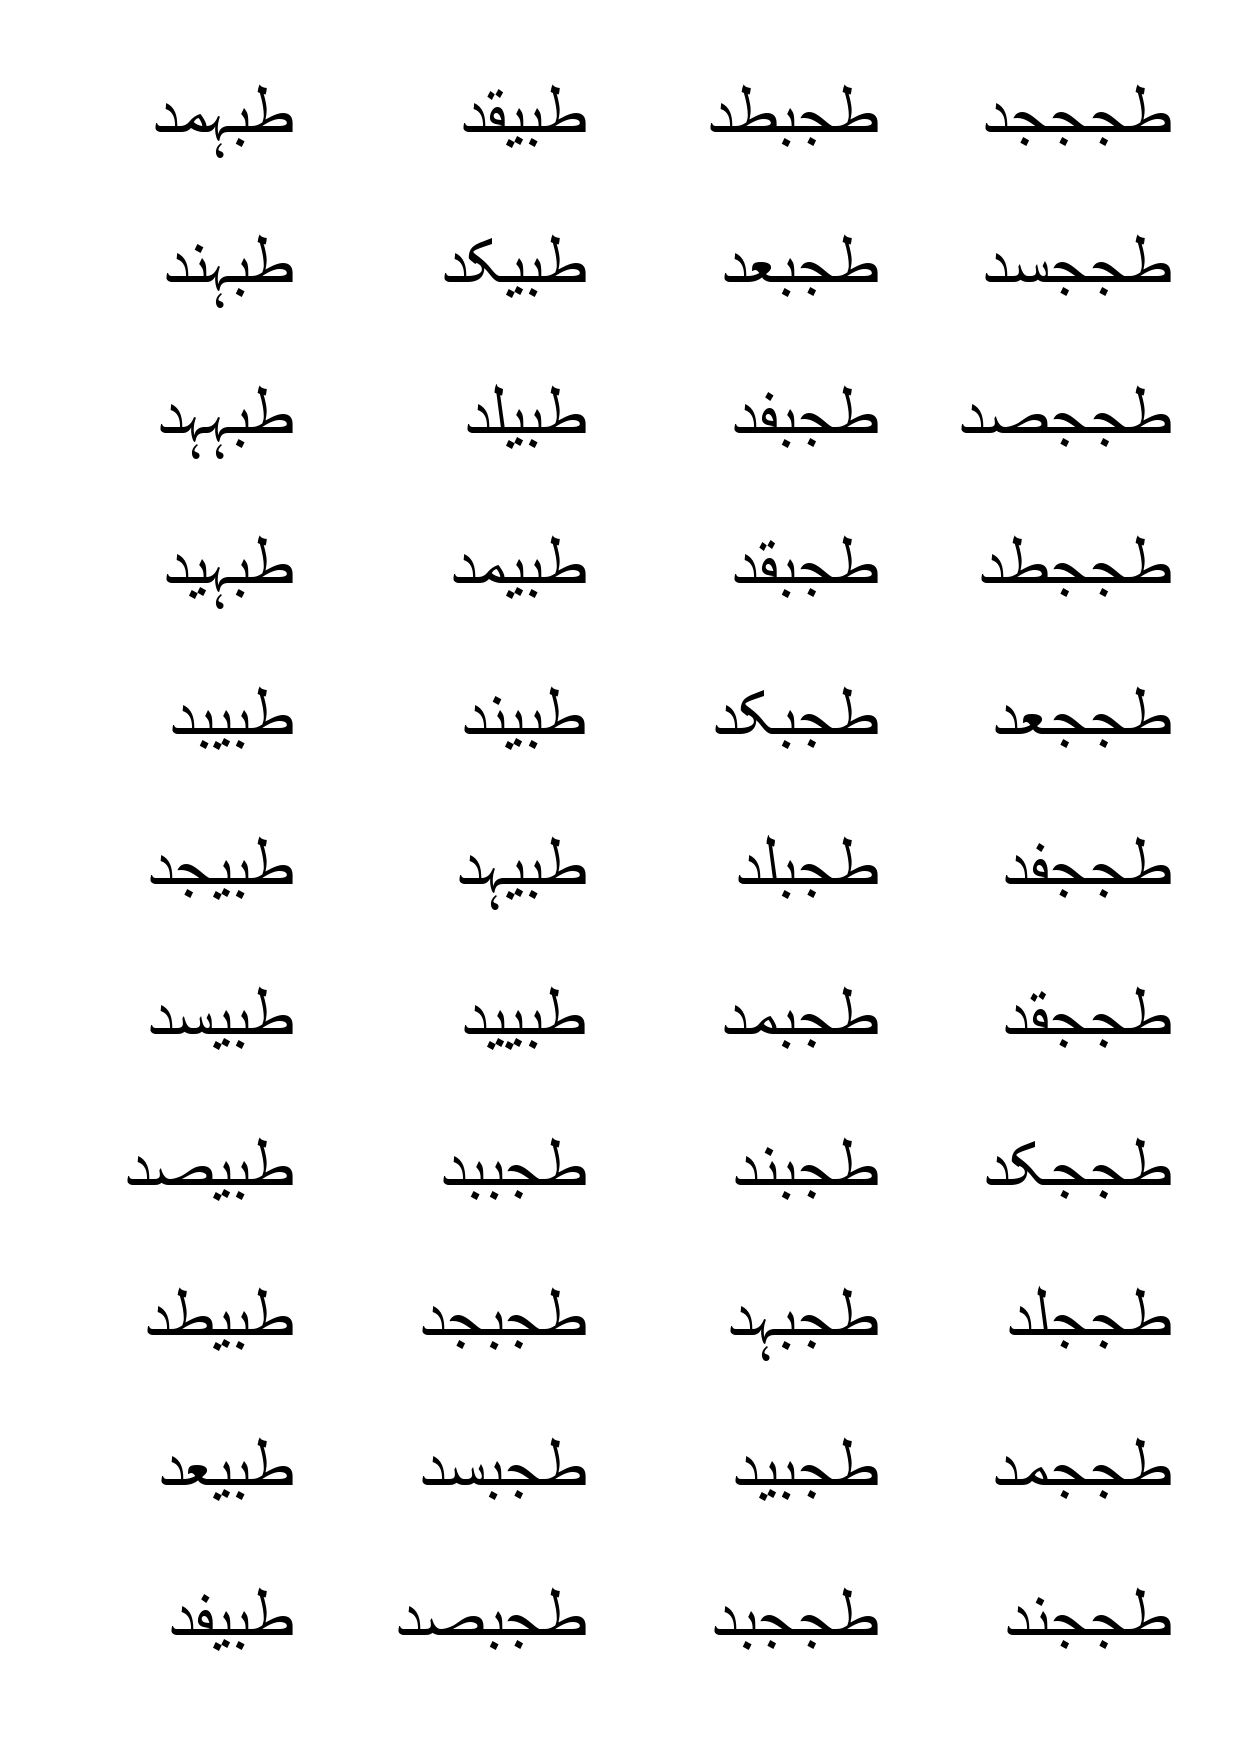 طجججد طجبطد طبيقد طبہمد
طججسد طجبعد طبيكد طبہند
طججصد طجبفد طبيلد طبہہد
طججطد طجبقد طبيمد طبہيد
طججعد طجبكد طبيند طبيبد
طججفد طجبلد طبيہد طبيجد
طججقد طجبمد طبييد طبيسد
طججكد طجبند طجببد طبيصد
طججلد طجبہد طجبجد طبيطد
طججمد طجبيد طجبسد طبيعد
طججند طججبد طجبصد طبيفد